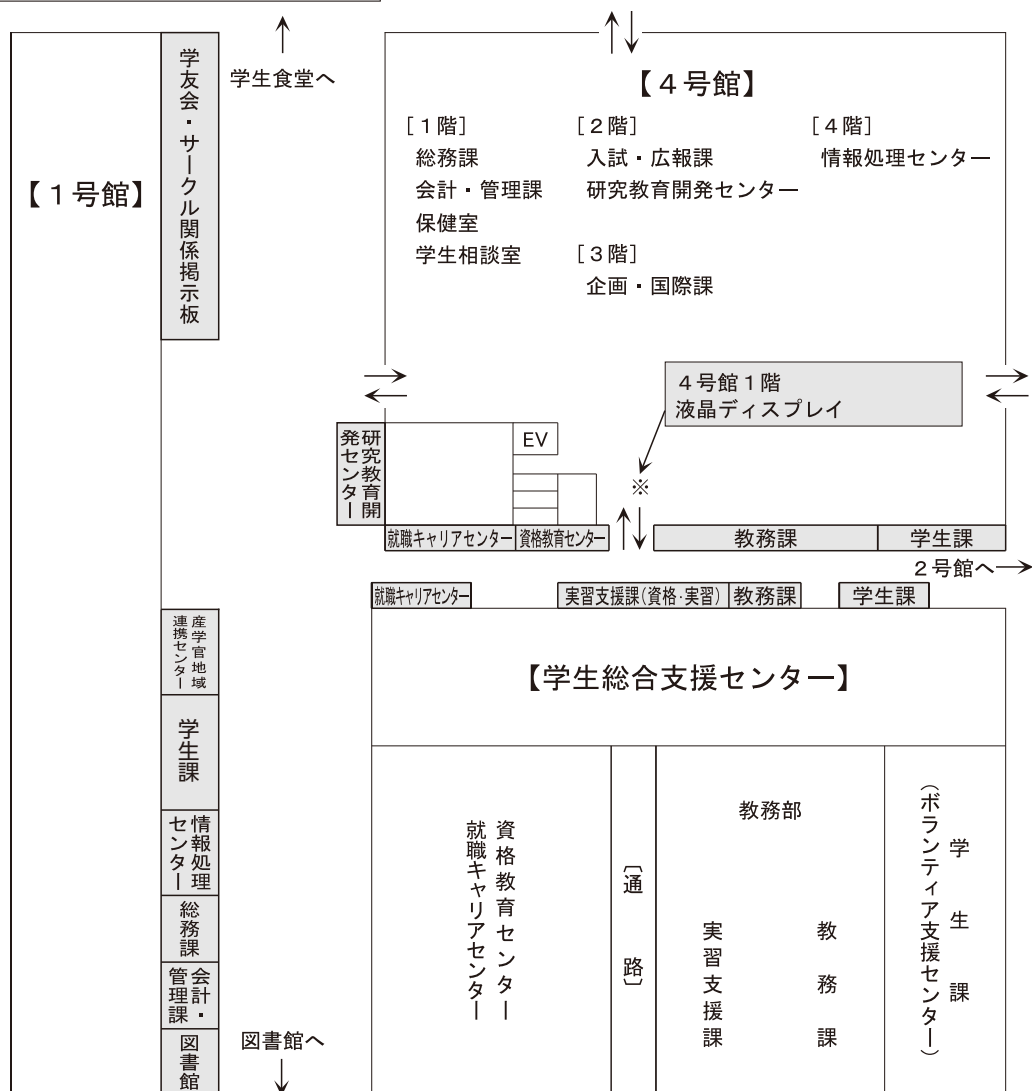 学友会・サークル関係掲示板
学生食堂へ
【１号館】
【４号館】
［１階］
総務課
会計・管理課
保健室
学生相談室
［２階］
入試・広報課
研究教育開発センター
［３階］
企画・国際課
［４階］
情報処理センター
４号館１階
液晶ディスプレイ
※
EV
研究教育開
発センター
就職キャリアセンター
資格教育センター
教務課
学生課
２号館へ
就職キャリアセンター
実習支援課(資格・実習)
教務課
学生課
【学生総合支援センター】
産学官地域
連携センター
学生課
情報処理
センター
総務課
会計・
管理課
図書館
図書館へ
資格教育センター
就職キャリアセンター
〔通路〕
教務部
教務課
実習支援課
学生課
（ボランティア支援センター）